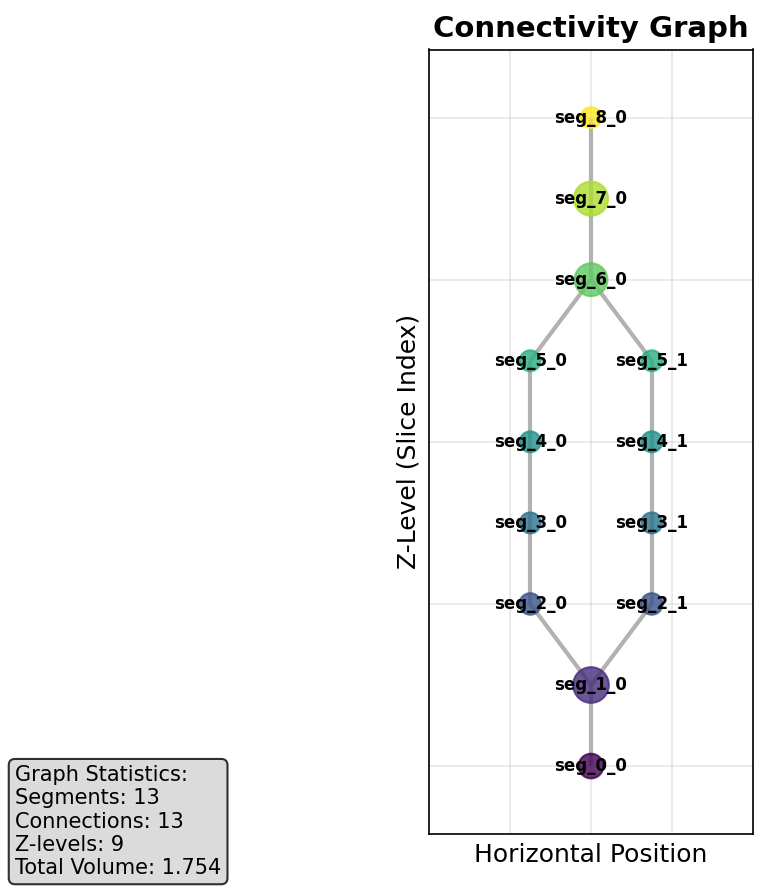 Connectivity Graph
seg_8_0
seg_7_0
seg_6_0
seg_5_0 seg_5_1
seg_4_0 seg_4_1
seg_3_0 seg_3_1
seg_2_0 seg_2_1
seg_1_0
seg_0_0
Z-Level (Slice Index)
Horizontal Position
Graph Statistics:
Segments: 13
Connections: 13
Z-levels: 9
Total Volume: 1.754